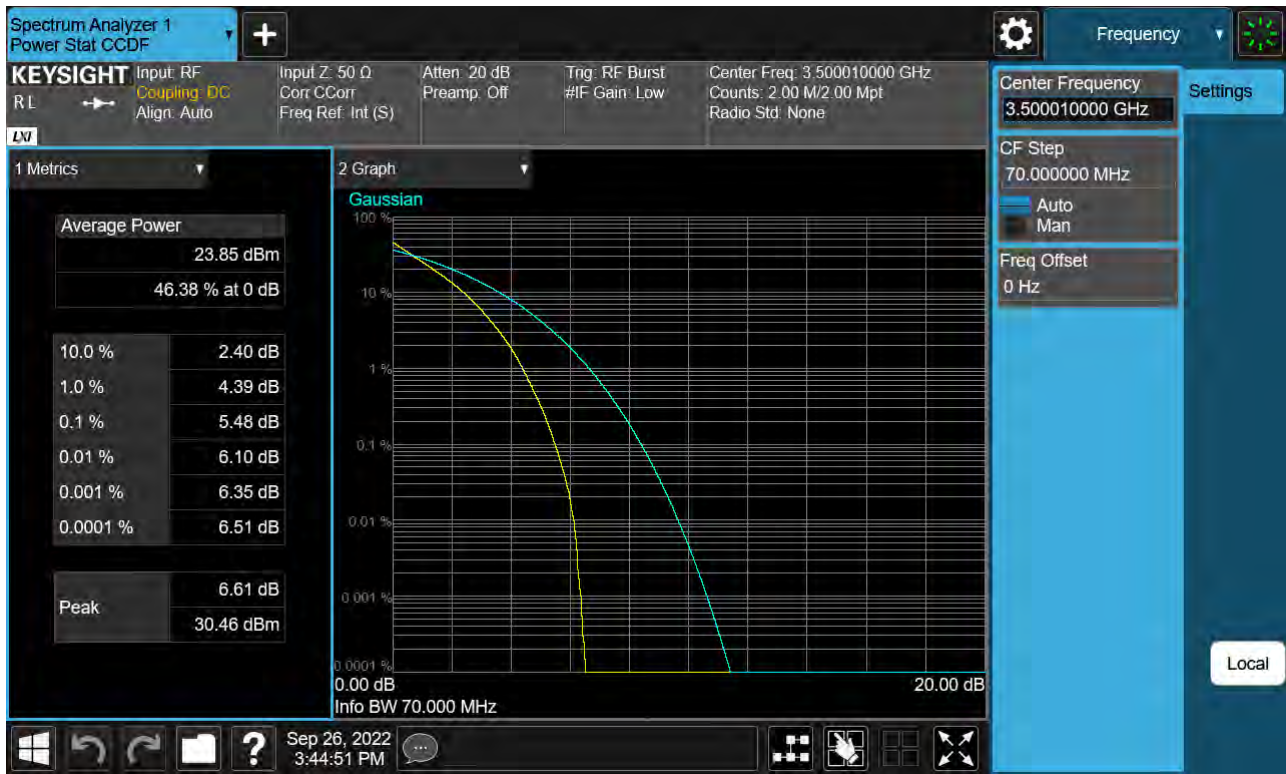 Spectrum Analyzer 1
Power Stat CCDF
Frequency
KEYSIGHT
R L
LXI
Input: RF
Coupling: DC
Align: Auto
Input Z: 50 Ω
Corr CCorr
Freq Ref: Int (S)
Atten: 20 dB
Preamp: Off
Trig: RF Burst
#IF Gain: Low
Center Freq: 3.500010000 GHz
Counts: 2.00 M/2.00 Mpt
Radio Std: None
Center Frequency
3.500010000 GHz
Settings
CF Step
70.000000 MHz
Auto
Man
Freq Offset
0 Hz
Local
1 Metrics
Average Power
23.85 dBm
46.38 % at 0 dB
10.0 % 2.40 dB
1.0 % 4.39 dB
0.1 % 5.48 dB
0.01 % 6.10 dB
0.001 % 6.35 dB
0.0001 % 6.51 dB
Peak
6.61 dB
30.46 dBm
2 Graph
Gaussian
100 %
10 %
1 %
0.1 %
0.01 %
0.001 %
0.0001 %
0.00 dB 20.00 dB
Info BW 70.000 MHz
?
Sep 26, 2022
3:44:51 PM